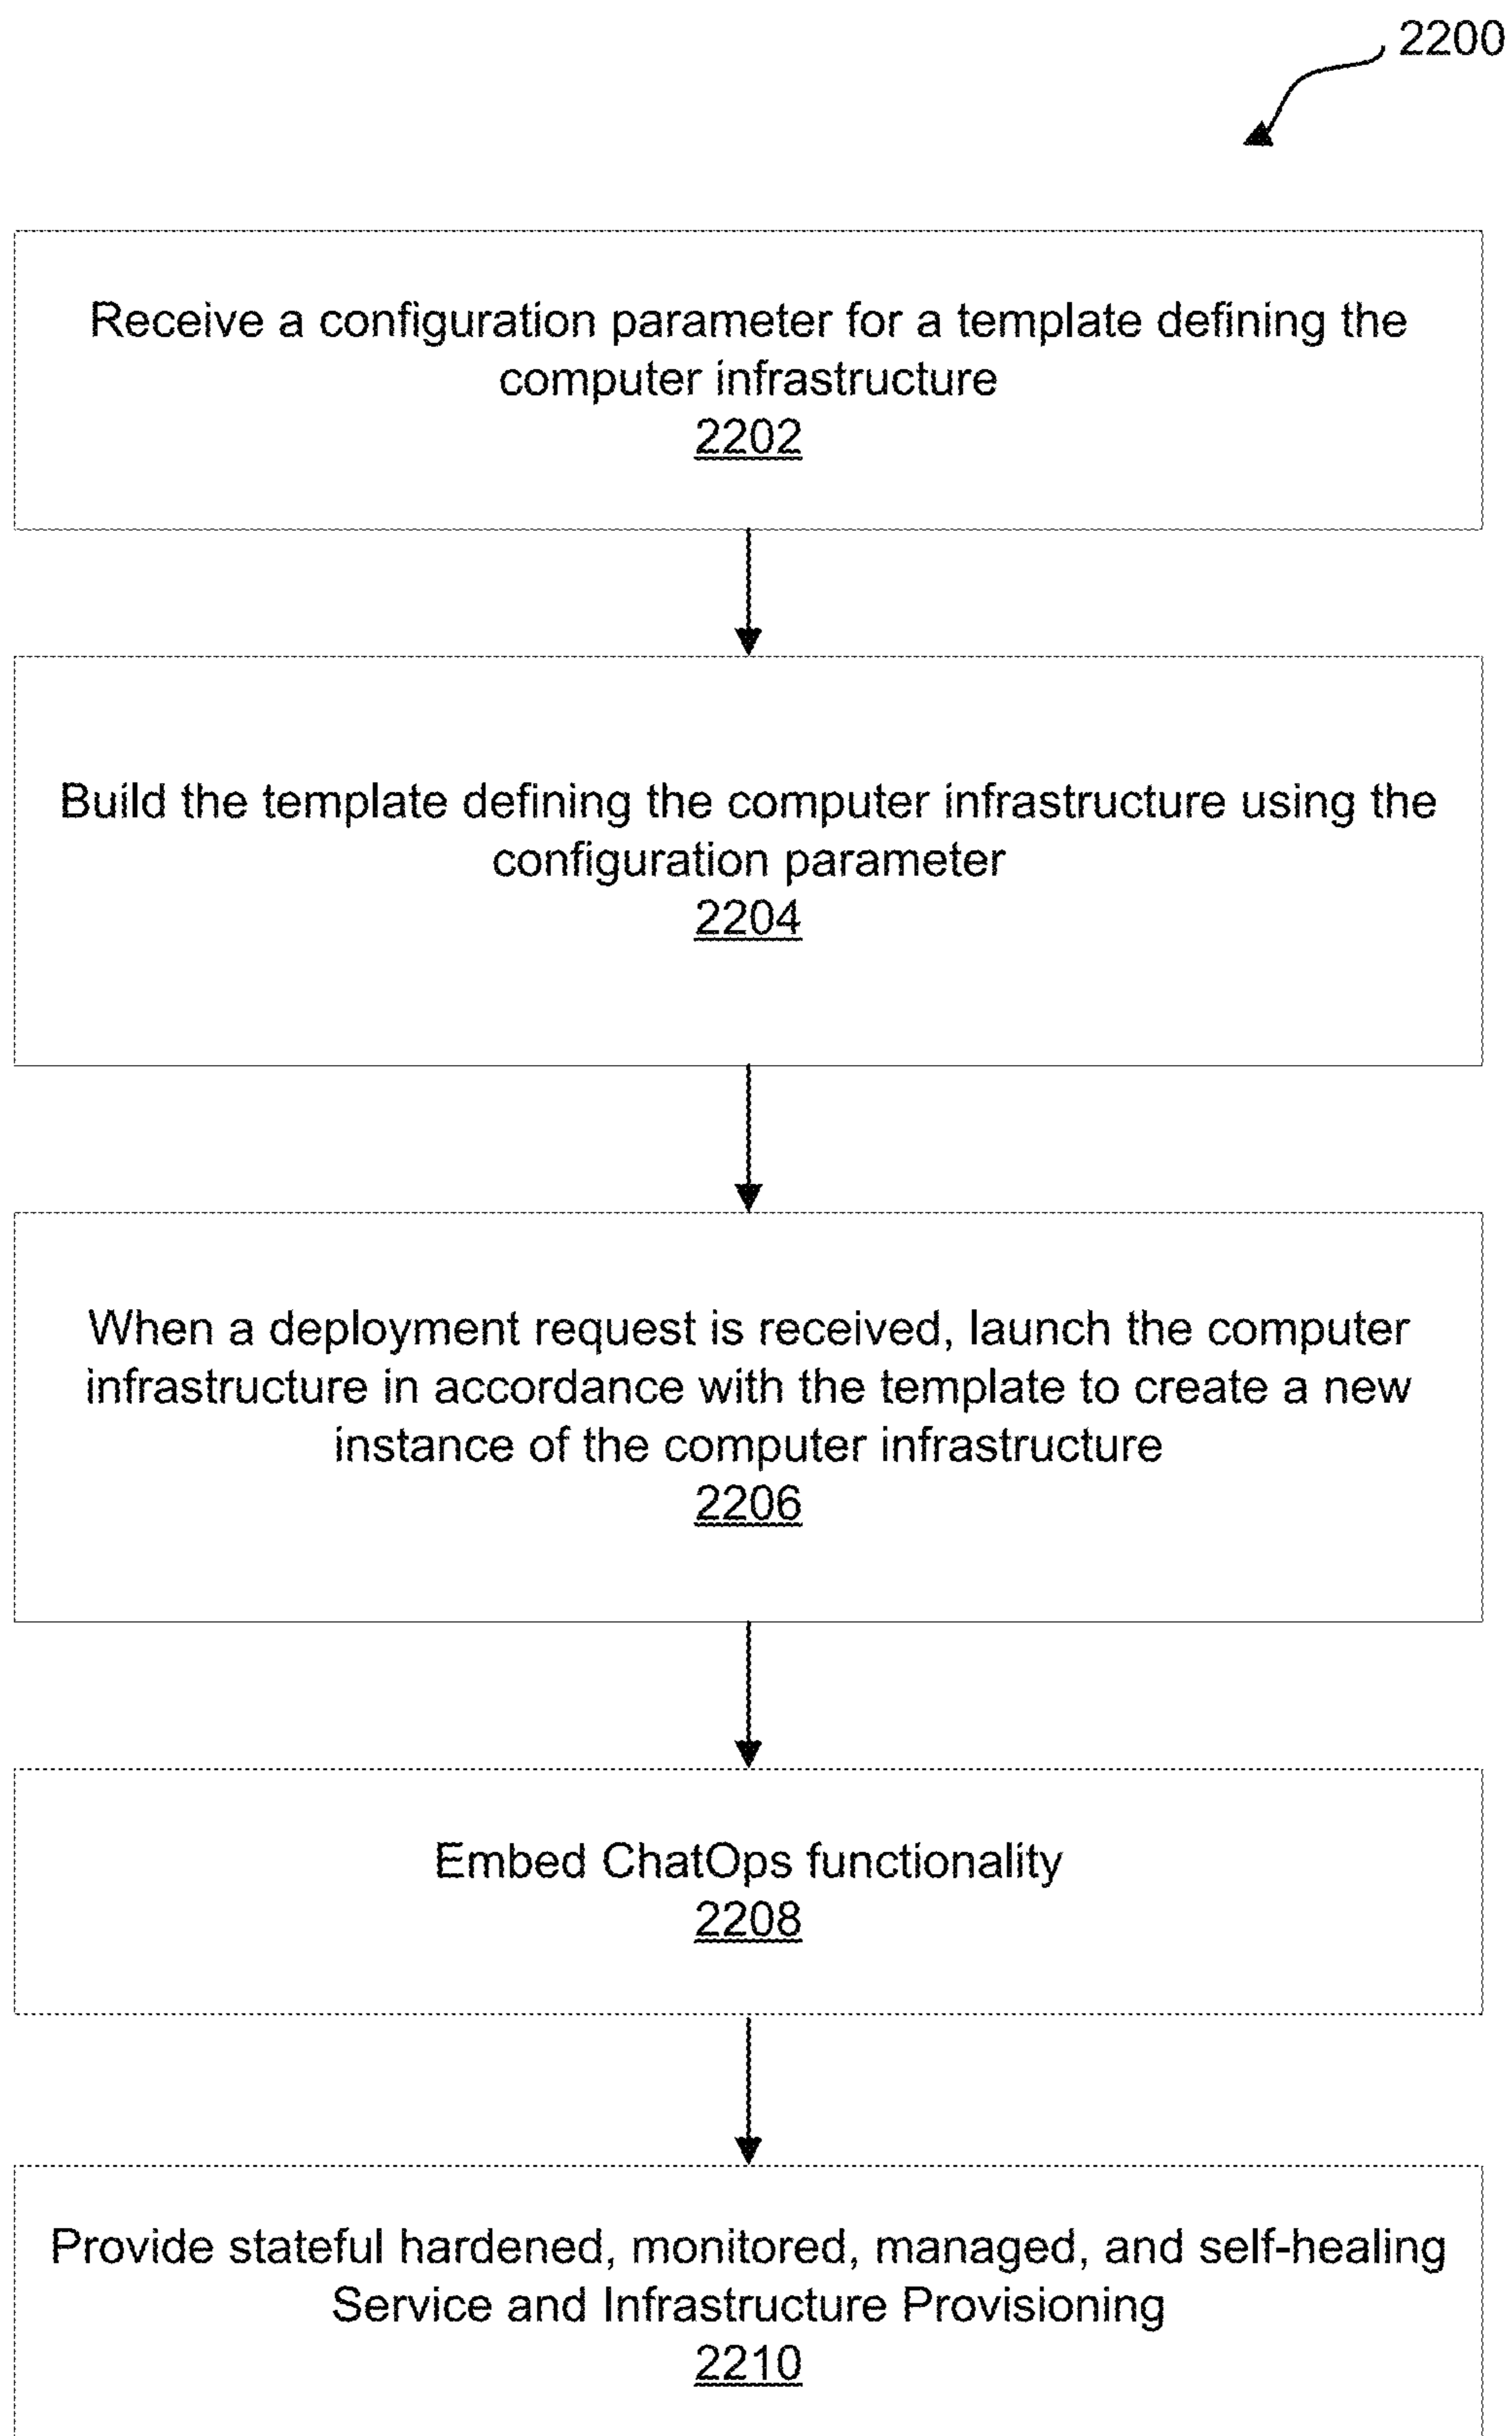 2200
Receive a configuration parameter for a template defining the
computer infrastructure
2202
Build the template defining the computer infrastructure using the
configuration parameter
2204
When a deployment request is received, launch the computer
infrastructure in accordance with the template to create a new
instance of the computer infrastructure
2206
Embed ChatOps functionality
2208
Provide stateful hardened, monitored, managed, and self-healing
Service and Infrastructure Provisioning
2210